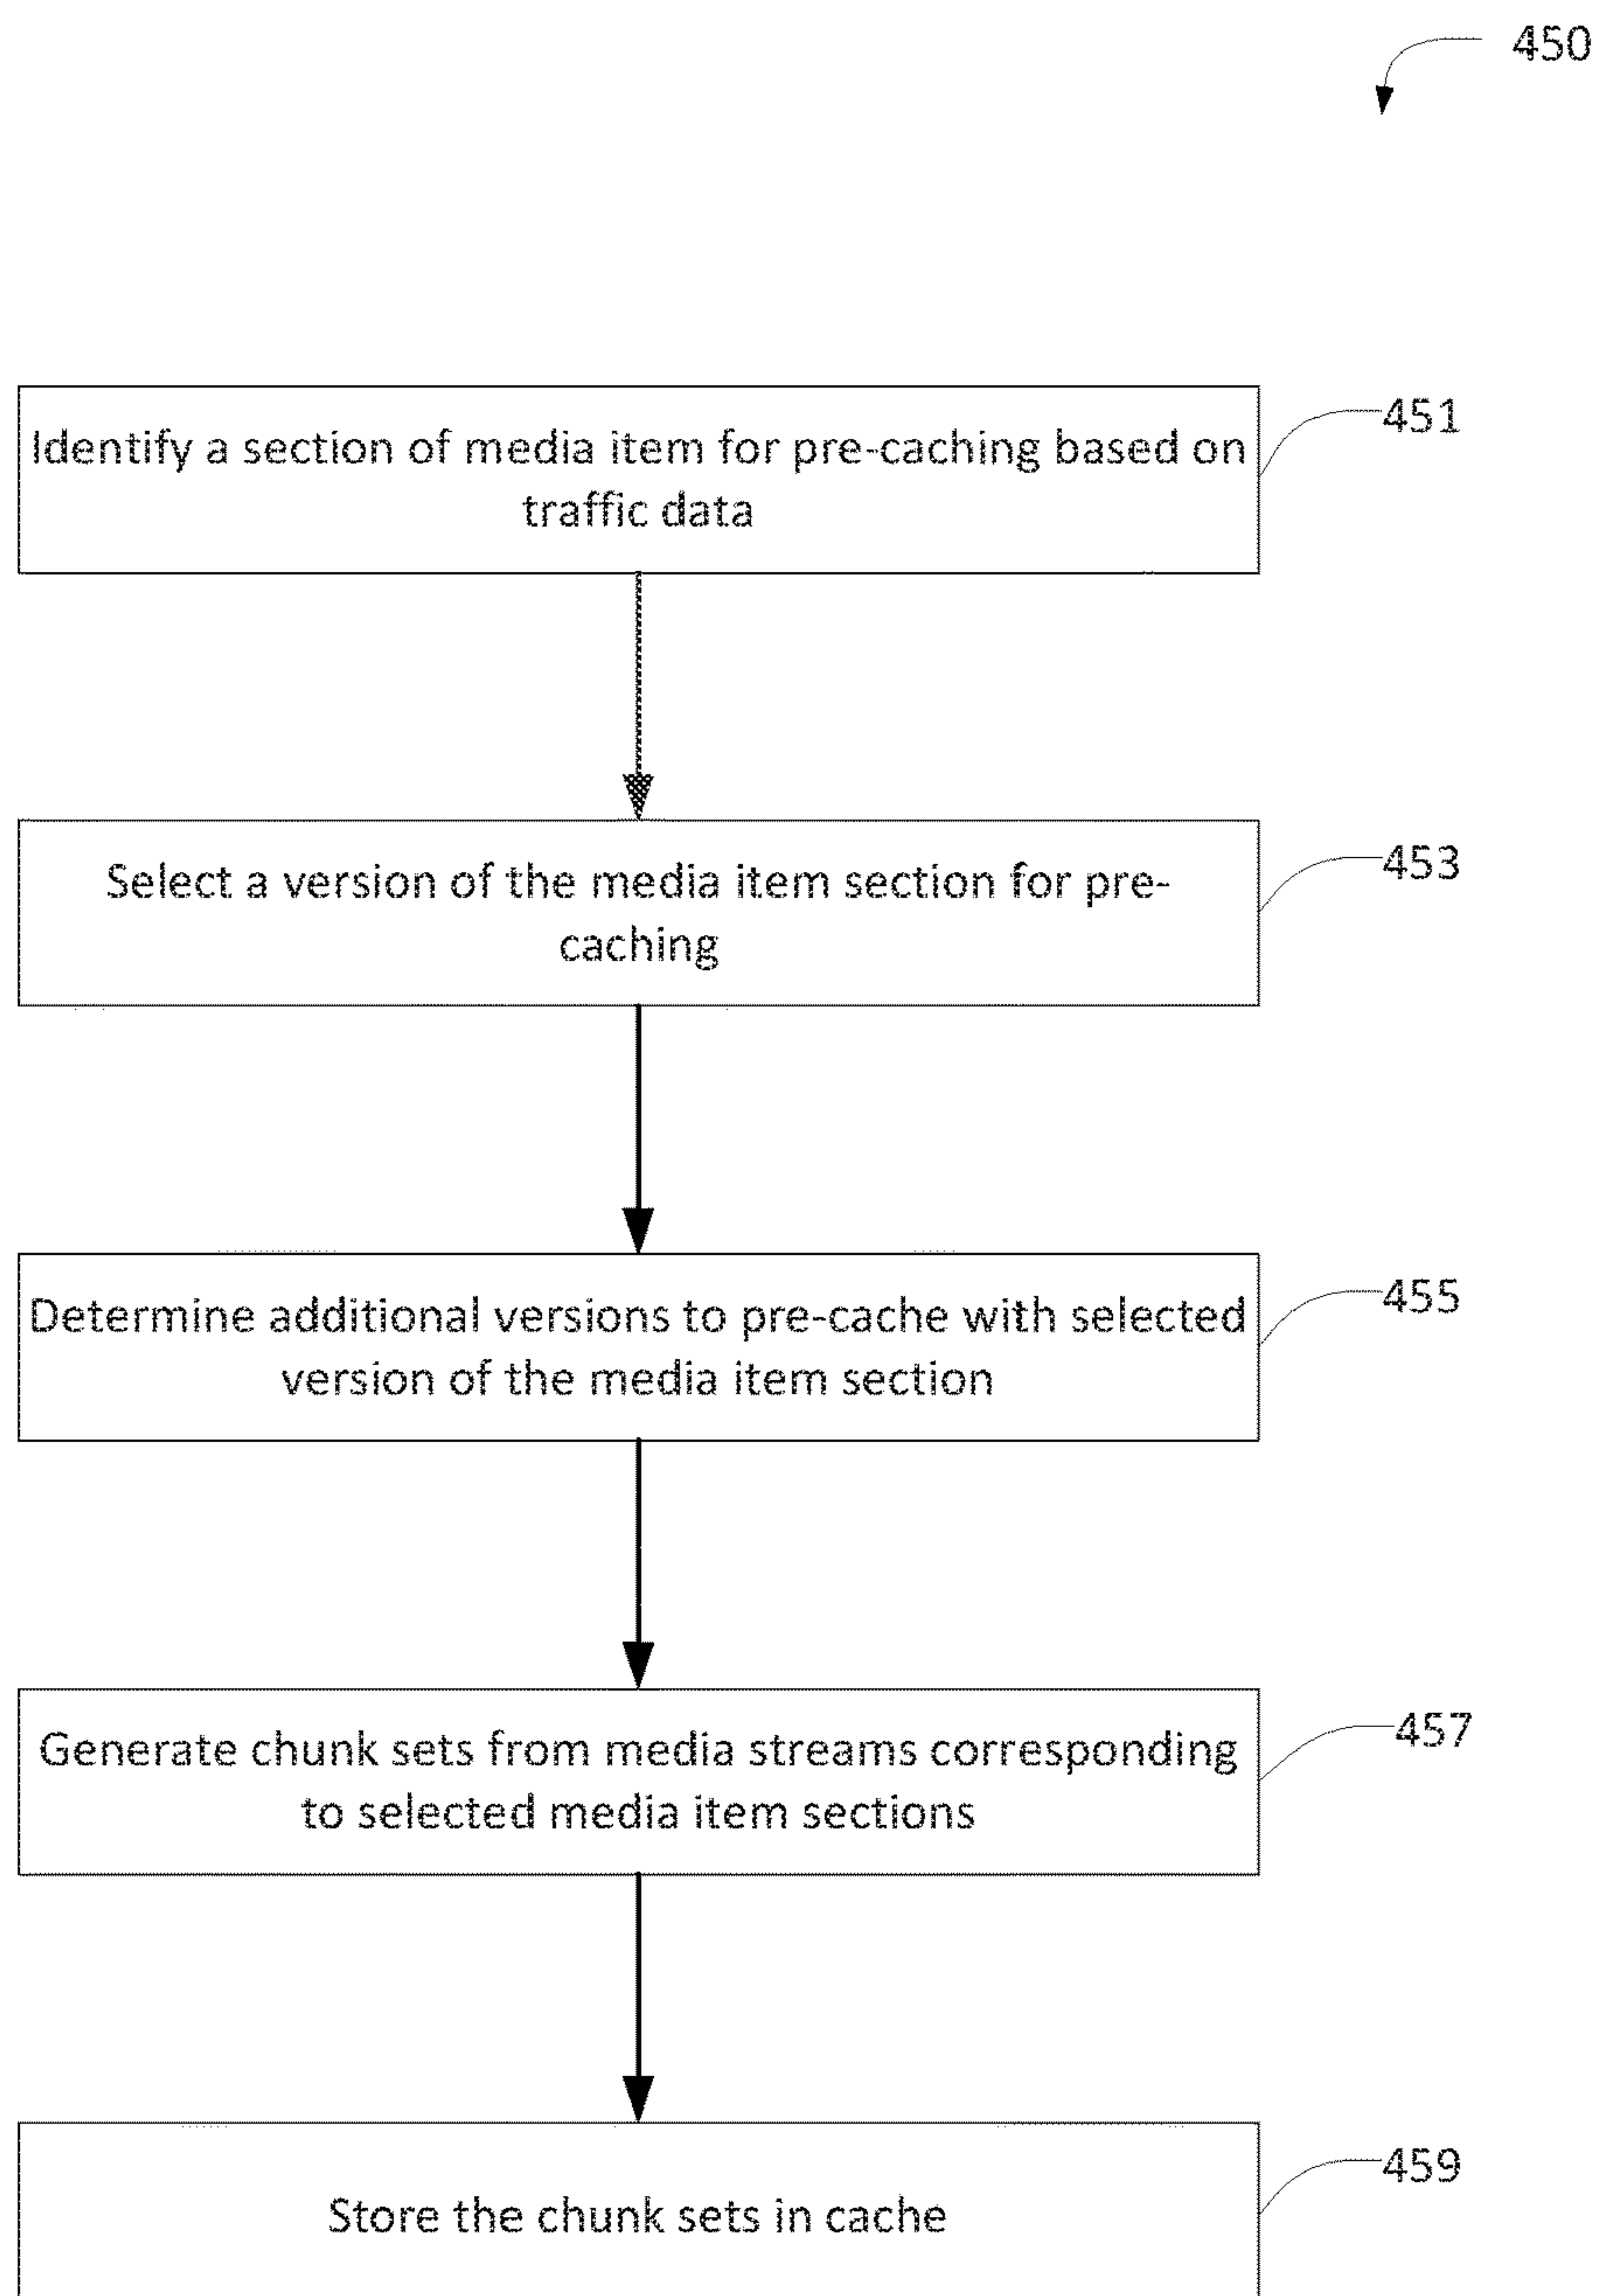 450
Identify a section of media item for pre-caching based on
traffic data
451
Select a version of the media item section for pre-
caching
453
Determine additional versions to pre-cache with selected
version of the media item section
455
Generate chunk sets from media streams corresponding
to selected media item sections
457
Store the chunk sets in cache
459